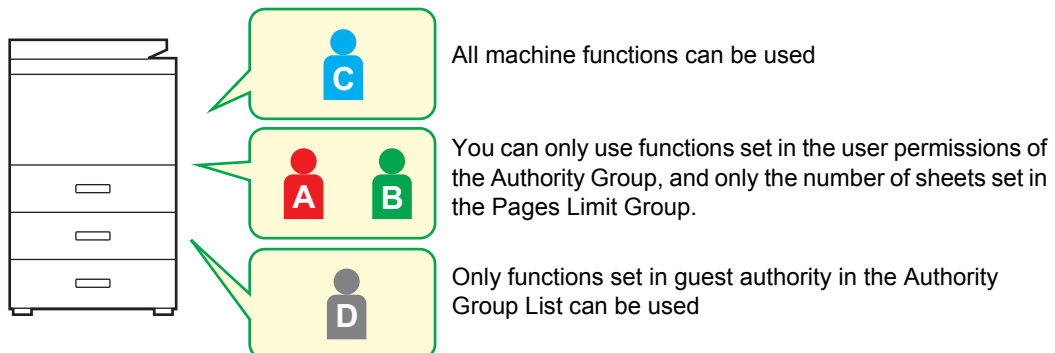 C
All machine functions can be used
A
B
You can only use functions set in the user permissions of
the Authority Group, and only the number of sheets set in
the Pages Limit Group.
D
Only functions set in guest authority in the Authority
Group List can be used